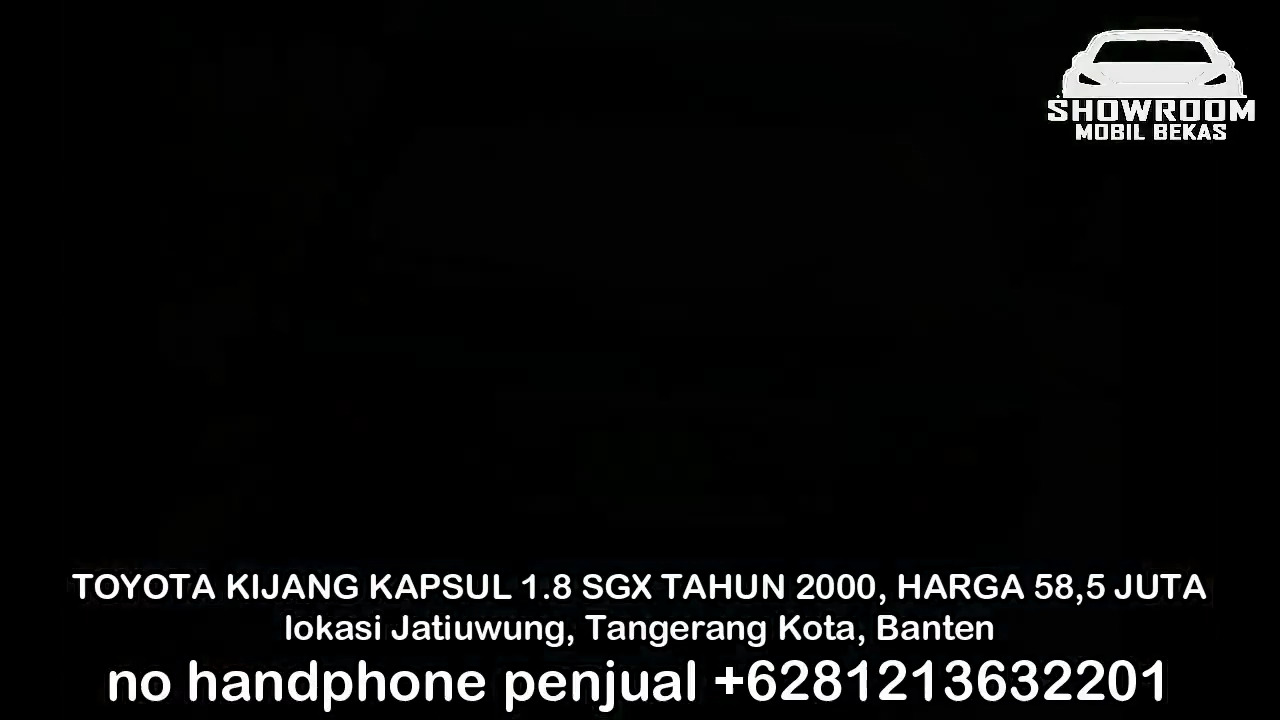 SHOWROOM
MOBIL BEKAS
TOYOTA KIJANG KAPSUL 1.8 SGX TAHUN 2000, HARGA 58,5 JUTA
lokasi Jatiuwung, Tangerang Kota, Banten
no handphone penjual +6281213632201